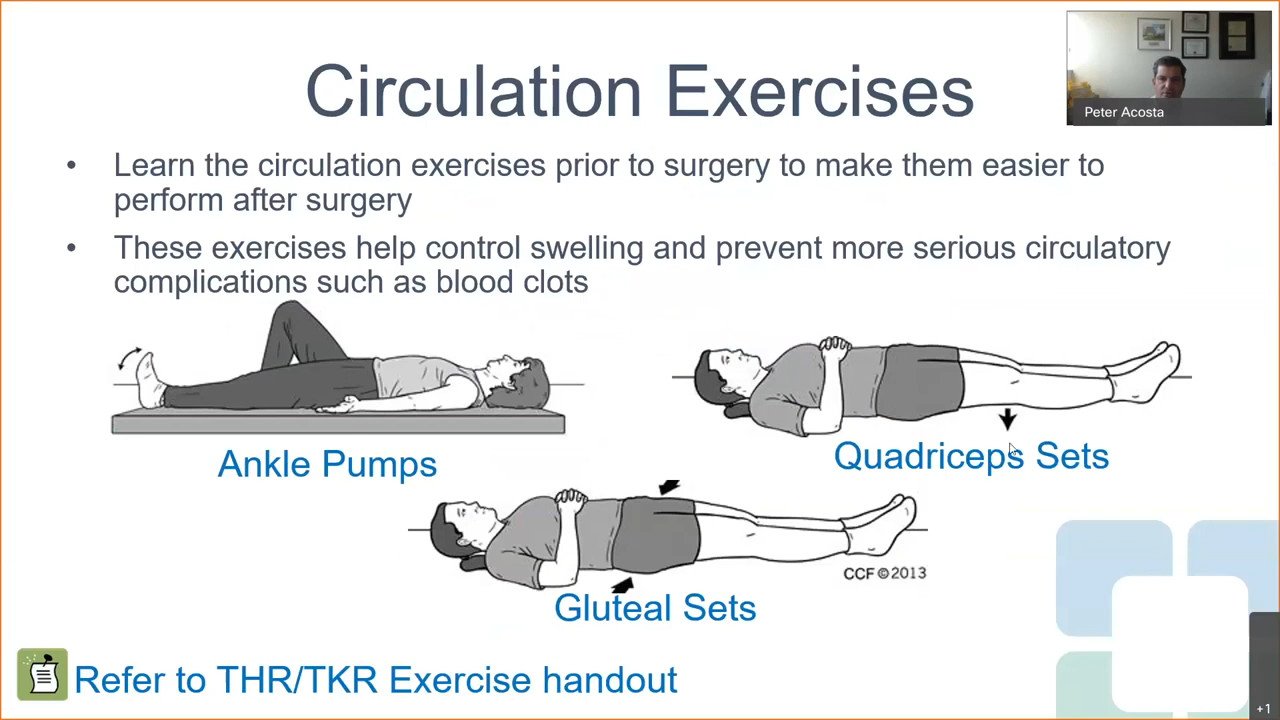 Circulation Exercises
Peter Acosta
• Learn the circulation exercises prior to surgery to make them easier to
perform after surgery
• These exercises help control swelling and prevent more serious circulatory
complications such as blood clots
Ankle Pumps
Quadriceps Sets
CCF ©2013
Gluteal Sets
Refer to THR/TKR Exercise handout
+1